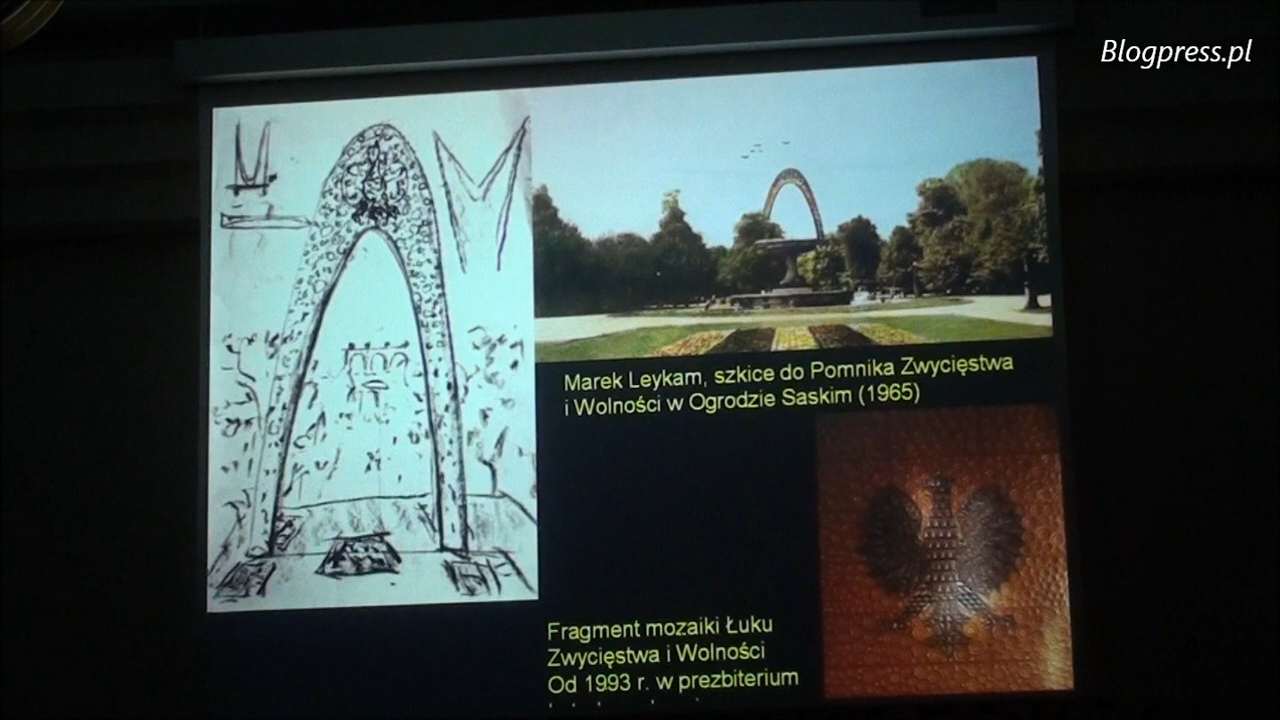 Blogpress.pl
Marek Leykam, szkice do Pomnika Zwycięstwa
i Wolności w Ogrodzie Saskim (1965)
Fragment mozaiki Łuku
Zwycięstwa i Wolności
Od 1993 r. w prezbiterium